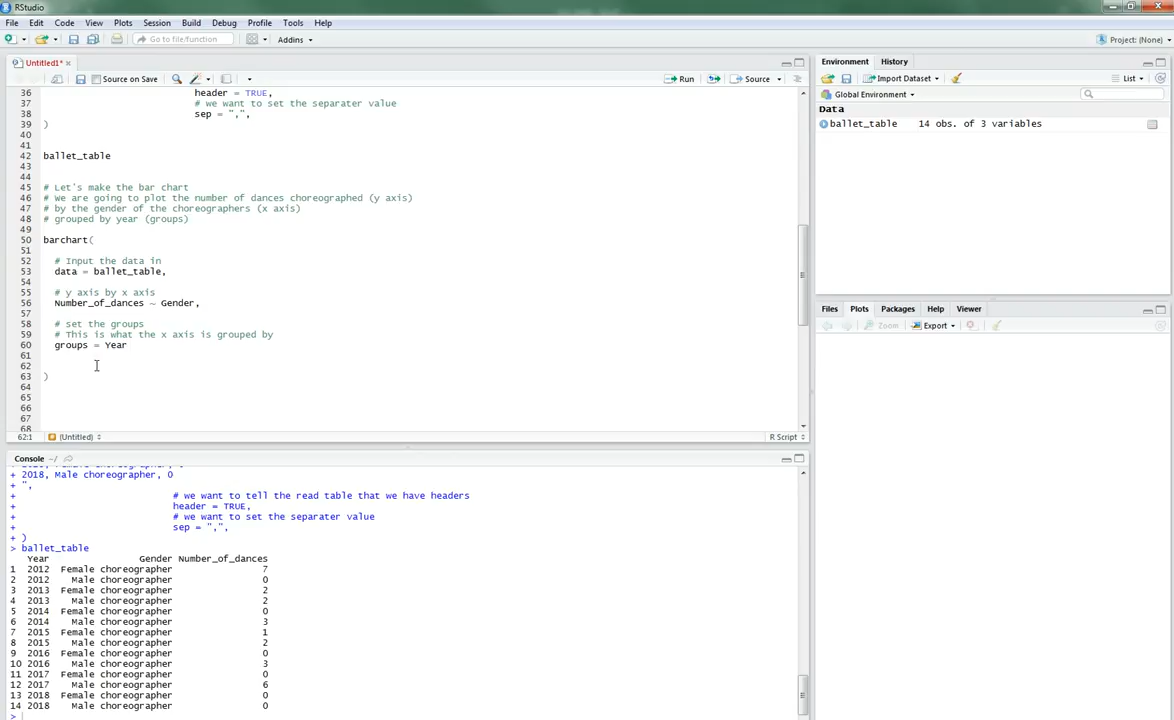 RStudio
File Edit Code View Plots Session Build Debug Profile Tools Help
Go to file/function Addins Project: (None)
Untitled1*
Source on Save Run Source
36 header = TRUE,
37 # we want to set the separater value
38 sep = ",",
39 )
40
41
42 ballet_table
43
44
45 # Let's make the bar chart
46 # We are going to plot the number of dances choreographed (y axis)
47 # by the gender of the choreographers (x axis)
48 # grouped by year (groups)
49
50 barchart(
51
52 # Input the data in
53 data = ballet_table,
54
55 # y axis by x axis
56 Number_of_dances ~ Gender,
57
58 # set the groups
59 # This is what the x axis is grouped by
60 groups = Year
61
62
63 )
64
65
66
67
68
62:1 (Untitled) R Script
Console ~/
+ 2018, Male choreographer, 0
+ ",
+ # we want to tell the read table that we have headers
+ header = TRUE,
+ # we want to set the separater value
+ sep = ",",
+ )
> ballet_table
Year Gender Number_of_dances
1 2012 Female choreographer 7
2 2012 Male choreographer 0
3 2013 Female choreographer 2
4 2013 Male choreographer 2
5 2014 Female choreographer 0
6 2014 Male choreographer 3
7 2015 Female choreographer 1
8 2015 Male choreographer 2
9 2016 Female choreographer 0
10 2016 Male choreographer 3
11 2017 Female choreographer 0
12 2017 Male choreographer 6
13 2018 Female choreographer 0
14 2018 Male choreographer 0
>
Environment History
Import Dataset List
Global Environment
Data
ballet_table 14 obs. of 3 variables
Files Plots Packages Help Viewer
Zoom Export